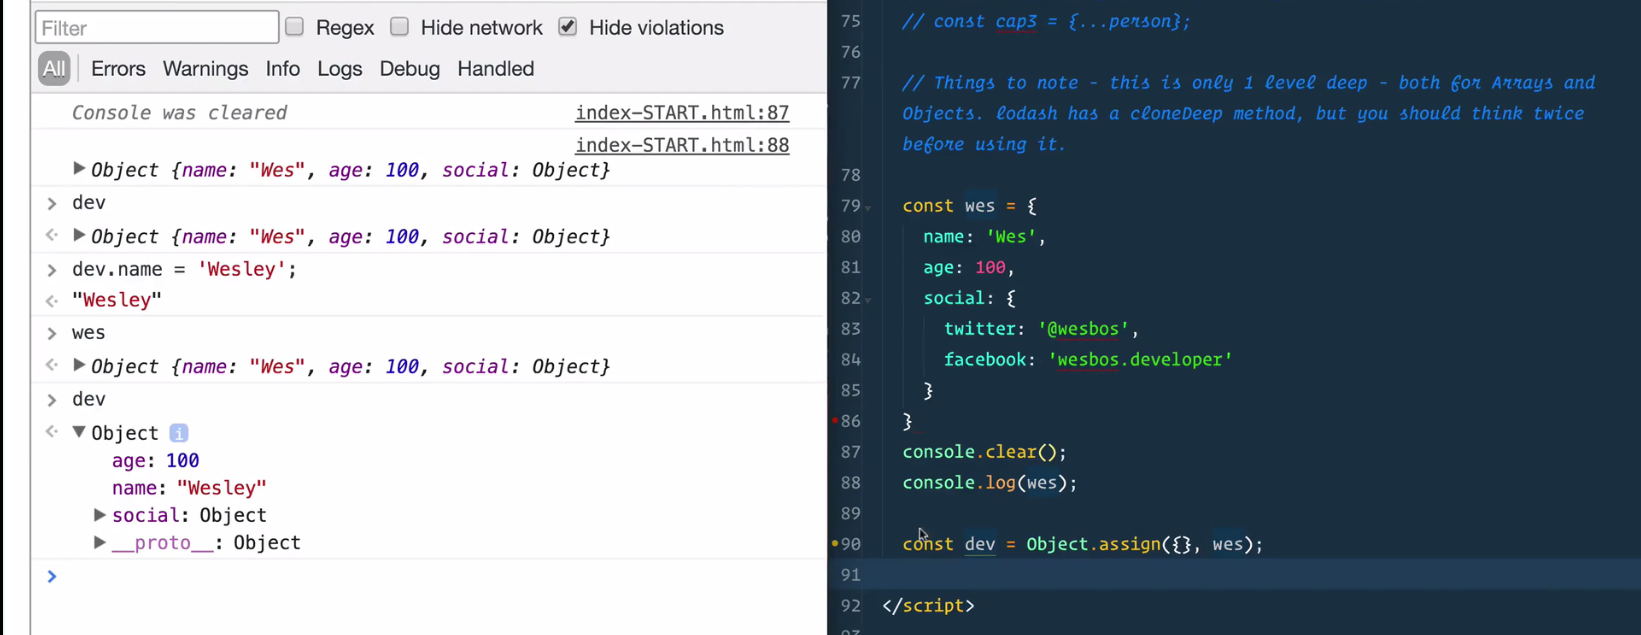 Filter Regex Hide network Hide violations
All Errors Warnings Info Logs Debug Handled
Console was cleared index-START.html:87
index-START.html:88
Object {name: "Wes", age: 100, social: Object}
dev
Object {name: "Wes", age: 100, social: Object}
dev.name = 'Wesley';
"Wesley"
wes
Object {name: "Wes", age: 100, social: Object}
dev
Object i
age: 100
name: "Wesley"
social: Object
__proto__: Object
75 // const cap3 = {...person};
76
77 // Things to note - this is only 1 level deep - both for Arrays and
Objects. lodash has a cloneDeep method, but you should think twice
before using it.
78
79 const wes = {
80 name: 'Wes',
81 age: 100,
82 social: {
83 twitter: '@wesbos',
84 facebook: 'wesbos.developer'
85 }
86 }
87 console.clear();
88 console.log(wes);
89
90 const dev = Object.assign({}, wes);
91
92 </script>
93